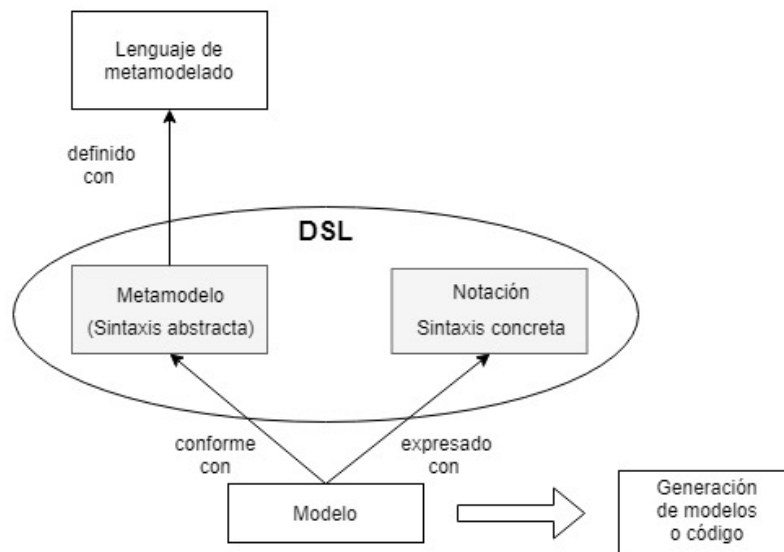 Lenguaje de
metamodelado
definido
con
DSL
Metamodelo
(Sintaxis abstracta)
Notación
Sintaxis concreta
conforme
con
expresado
con
Modelo
Generación
de modelos
o código